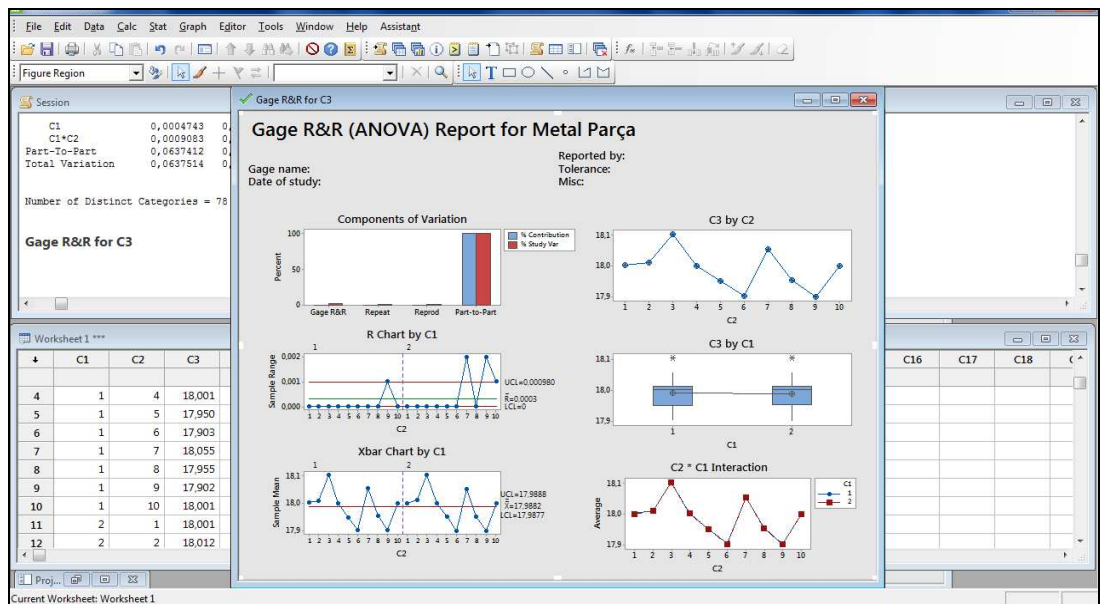 File Edit Data Calc Stat Graph Editor Tools Window Help Assistant
Figure Region
Session
C1 0,0004743 0,
C1*C2 0,0009083 0,
Part-To-Part 0,0637412 0,
Total Variation 0,0637514 0,
Number of Distinct Categories = 78
Gage R&R for C3
Gage R&R for C3
Gage R&R (ANOVA) Report for Metal Parça
Reported by:
Gage name: Tolerance:
Date of study: Misc:
Components of Variation
% Contribution
% Study Var
Percent
100
50
0
Gage R&R Repeat Reprod Part-to-Part
C3 by C2
18,1
18,0
17,9
1 2 3 4 5 6 7 8 9 10
C2
R Chart by C1
1 2
Sample Range
0,002
0,001
0,000
UCL=0,000980
R=0,0003
LCL=0
1 2 3 4 5 6 7 8 9 10 1 2 3 4 5 6 7 8 9 10
C2
C3 by C1
18,1
18,0
17,9
1 2
C1
Xbar Chart by C1
1 2
Sample Mean
18,1
18,0
17,9
UCL=17,9888
X=17,9882
LCL=17,9877
1 2 3 4 5 6 7 8 9 10 1 2 3 4 5 6 7 8 9 10
C2
C2 * C1 Interaction
C1
1
2
Average
18,1
18,0
17,9
1 2 3 4 5 6 7 8 9 10
C2
Worksheet 1 ***
C1 C2 C3 C16 C17 C18
4 1 4 18,001
5 1 5 17,950
6 1 6 17,903
7 1 7 18,055
8 1 8 17,955
9 1 9 17,902
10 1 10 18,001
11 2 1 18,001
12 2 2 18,012
Proj...
Current Worksheet: Worksheet 1